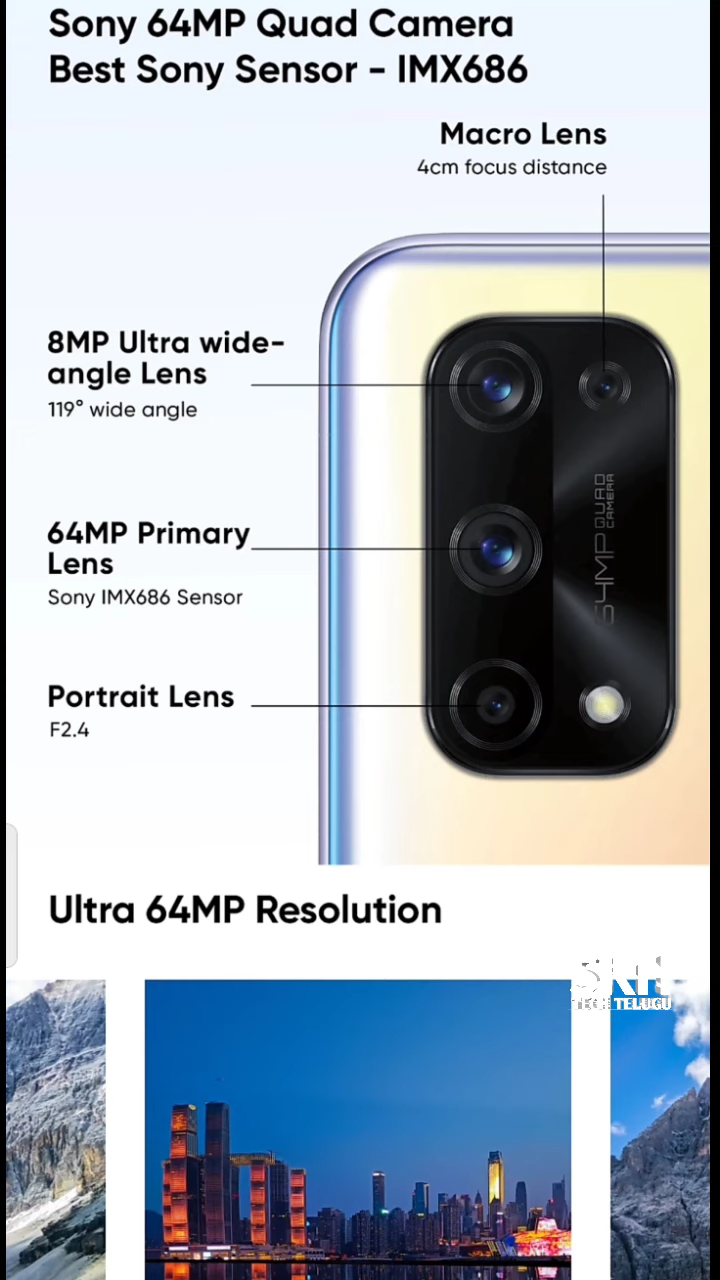 Sony 64MP Quad Camera
Best Sony Sensor - IMX686
Macro Lens
4cm focus distance
8MP Ultra wide-
angle Lens
119° wide angle
64MP Primary
Lens
Sony IMX686 Sensor
64MP QUAD
CAMERA
Portrait Lens
F2.4
Ultra 64MP Resolution
SRH
TECH TELUGU